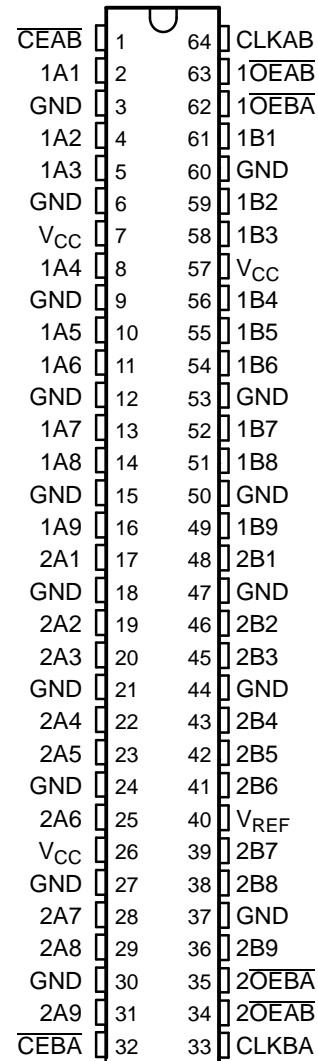 C̅E̅A̅B̅ 1 64 CLKAB
1A1 2 63 1O̅E̅A̅B̅
GND 3 62 1O̅E̅B̅A̅
1A2 4 61 1B1
1A3 5 60 GND
GND 6 59 1B2
VCC 7 58 1B3
1A4 8 57 VCC
GND 9 56 1B4
1A5 10 55 1B5
1A6 11 54 1B6
GND 12 53 GND
1A7 13 52 1B7
1A8 14 51 1B8
GND 15 50 GND
1A9 16 49 1B9
2A1 17 48 2B1
GND 18 47 GND
2A2 19 46 2B2
2A3 20 45 2B3
GND 21 44 GND
2A4 22 43 2B4
2A5 23 42 2B5
GND 24 41 2B6
2A6 25 40 VREF
VCC 26 39 2B7
GND 27 38 2B8
2A7 28 37 GND
2A8 29 36 2B9
GND 30 35 2O̅E̅B̅A̅
2A9 31 34 2O̅E̅A̅B̅
C̅E̅B̅A̅ 32 33 CLKBA